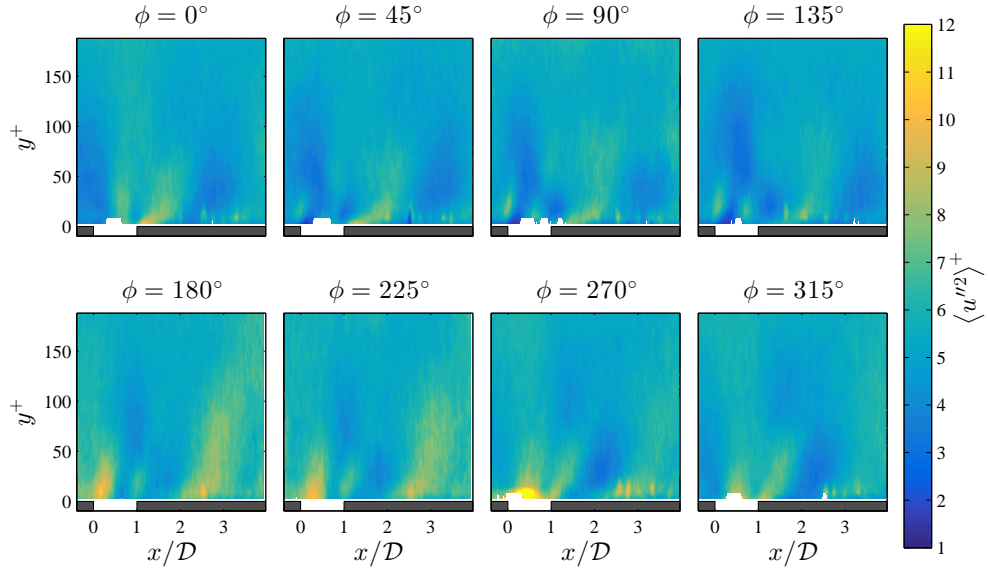 ϕ = 0° ϕ = 45° ϕ = 90° ϕ = 135°
12
11
10
9
8
7
6
5
4
3
2
1
⟨u″²⟩⁺
150
100
50
0
y⁺
ϕ = 180° ϕ = 225° ϕ = 270° ϕ = 315°
150
100
50
0
y⁺
0 1 2 3 0 1 2 3 0 1 2 3 0 1 2 3
x/𝒟 x/𝒟 x/𝒟 x/𝒟